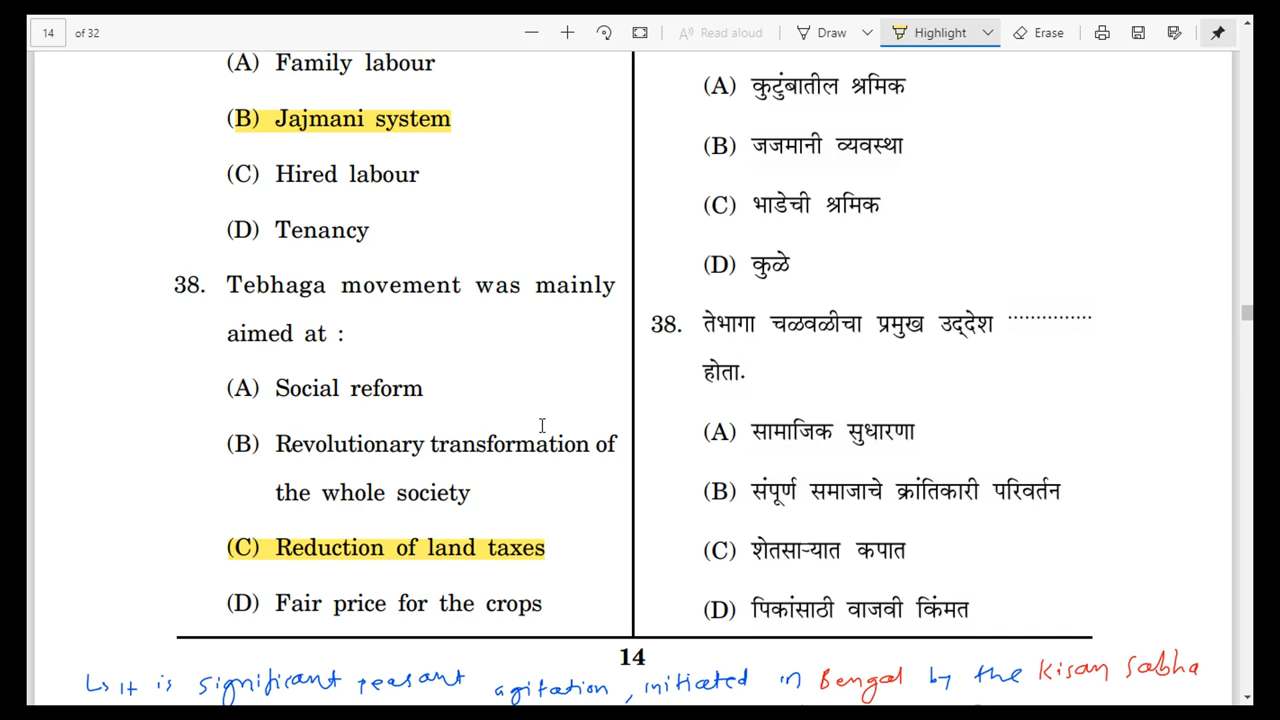 14 of 32
Read aloud
Draw
Highlight
Erase
(A) Family labour
(B) Jajmani system
(C) Hired labour
(D) Tenancy
38. Tebhaga movement was mainly
aimed at :
(A) Social reform
(B) Revolutionary transformation of
the whole society
(C) Reduction of land taxes
(D) Fair price for the crops
(A) कुटुंबातील श्रमिक
(B) जजमानी व्यवस्था
(C) भाडेची श्रमिक
(D) कुळे
38. तेभागा चळवळीचा प्रमुख उद्देश ...............
होता.
(A) सामाजिक सुधारणा
(B) संपूर्ण समाजाचे क्रांतिकारी परिवर्तन
(C) शेतसाऱ्यात कपात
(D) पिकांसाठी वाजवी किंमत
14
It is significant peasant agitation, initiated in Bengal by the Kisan Sabha